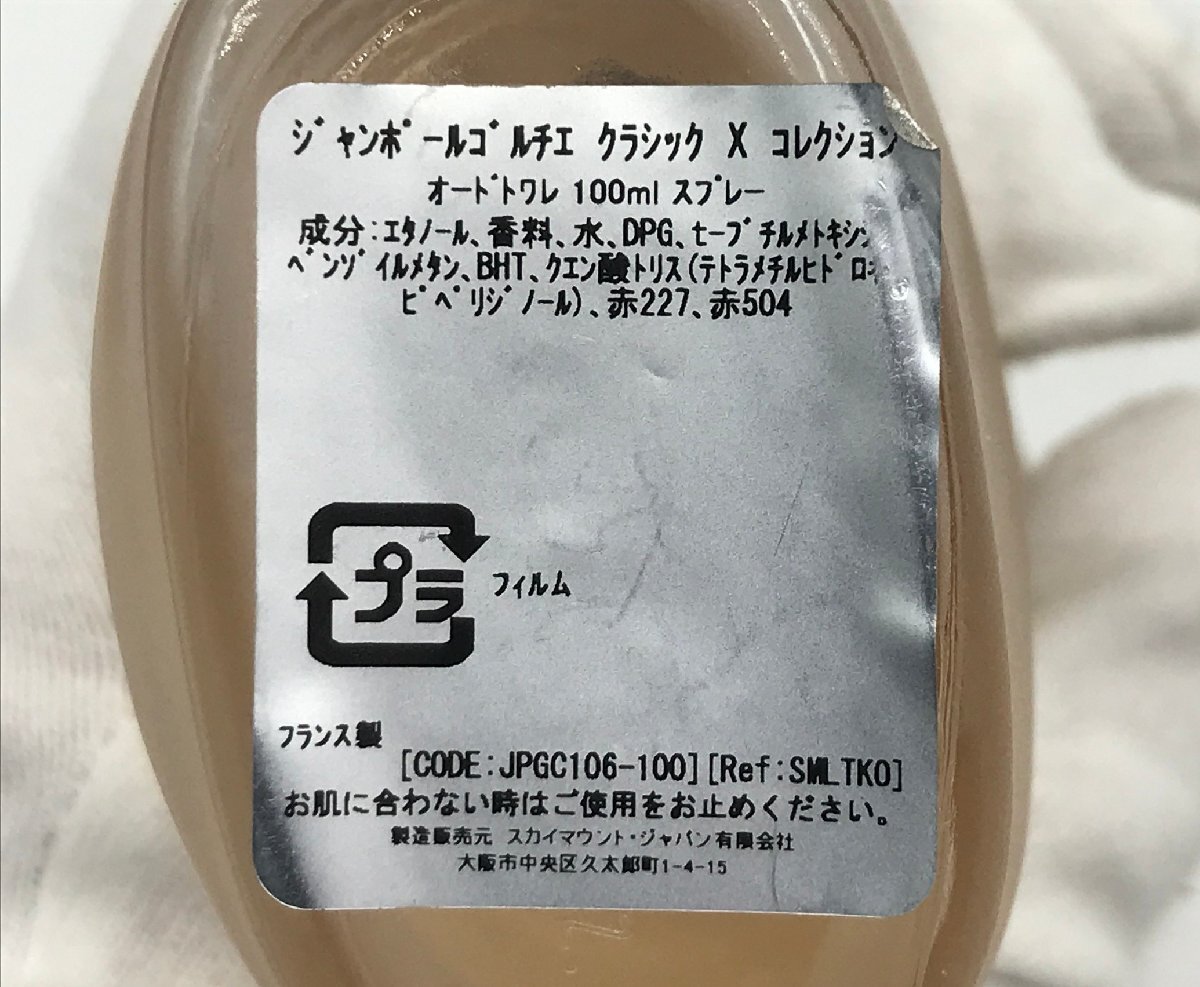 ｼﾞｬﾝﾎﾟｰﾙｺﾞﾙﾁｴ ｸﾗｼｯｸ X ｺﾚｸｼｮﾝ
ｵｰﾄﾞﾄﾜﾚ 100ml ｽﾌﾟﾚｰ
成分:ｴﾀﾉｰﾙ､香料､水､DPG､ｾｰﾌﾞﾁﾙﾒﾄｷｼ
ﾍﾞﾝｿﾞｲﾙﾒﾀﾝ､BHT､ｸｴﾝ酸ﾄﾘｽ(ﾃﾄﾗﾒﾁﾙﾋﾄﾞﾛ
ﾋﾟﾍﾟﾘｼﾞﾉｰﾙ)､赤227､赤504
プラ ﾌｨﾙﾑ
ﾌﾗﾝｽ製
[CODE:JPGC106-100][Ref:SMLTKO]
お肌に合わない時はご使用をお止めください。
製造販売元 スカイマウント・ジャパン有限会社
大阪市中央区久太郎町1-4-15